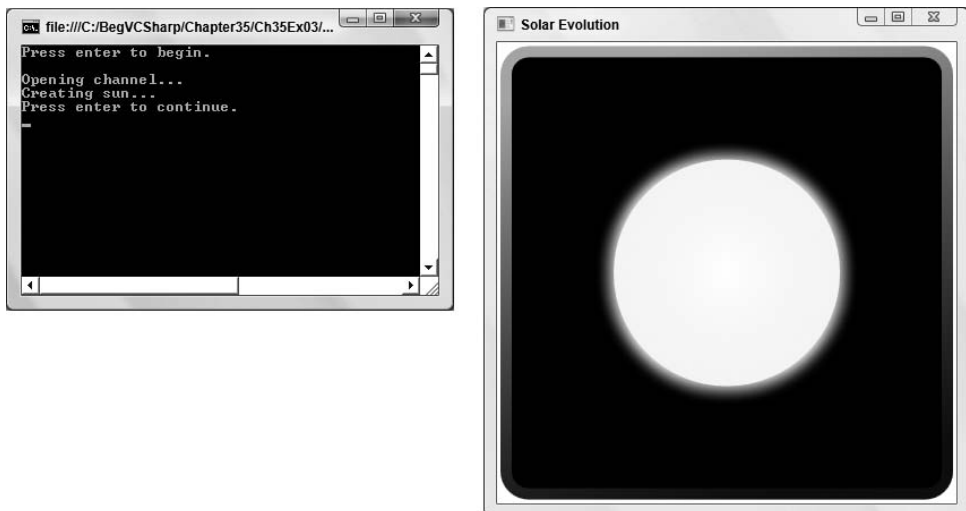 file:///C:/BegVCSharp/Chapter35/Ch35Ex03/...
Press enter to begin.
Opening channel...
Creating sun...
Press enter to continue.
Solar Evolution